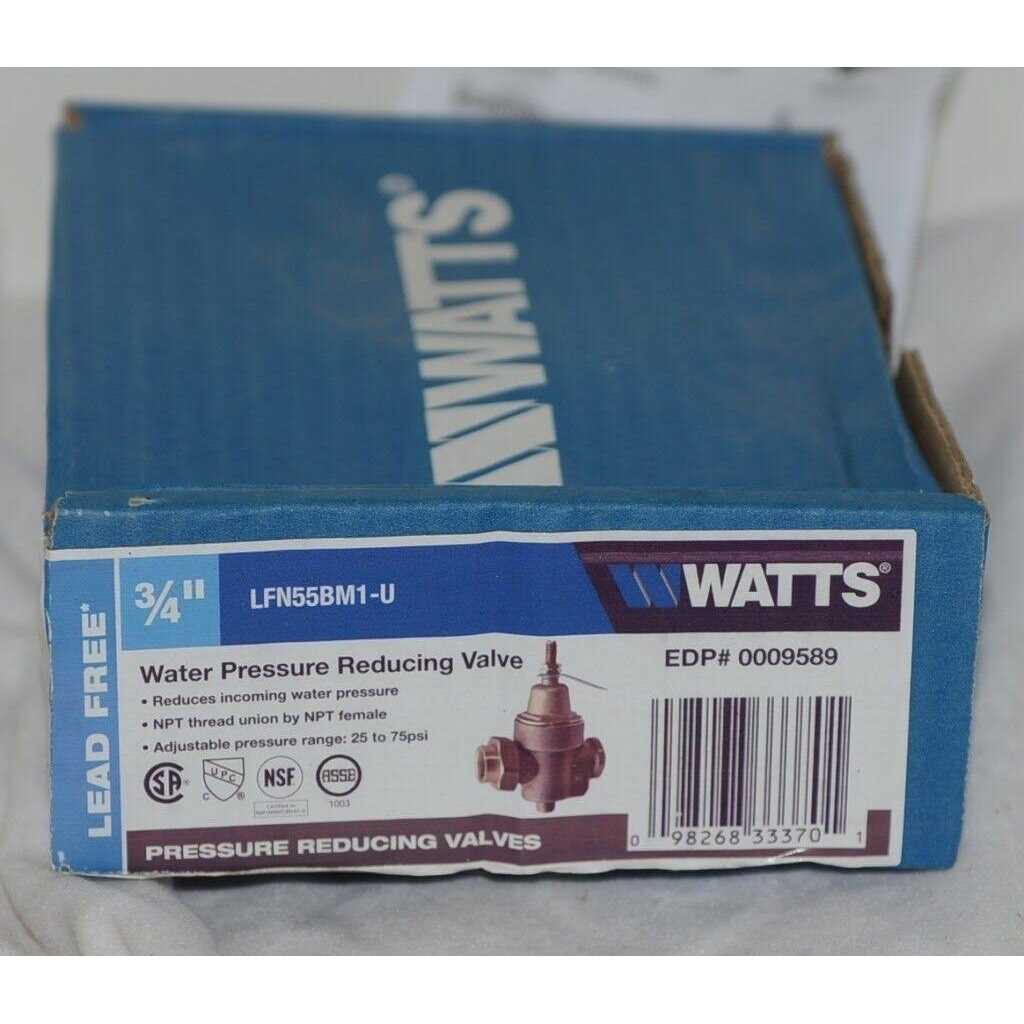 WATTS®
LEAD FREE*
3/4"
LFN55BM1-U
WATTS®
Water Pressure Reducing Valve
• Reduces incoming water pressure
• NPT thread union by NPT female
• Adjustable pressure range: 25 to 75psi
EDP# 0009589
SA®
UPC
C ®
NSF
ASSE
1003
0 98268 33370 1
PRESSURE REDUCING VALVES